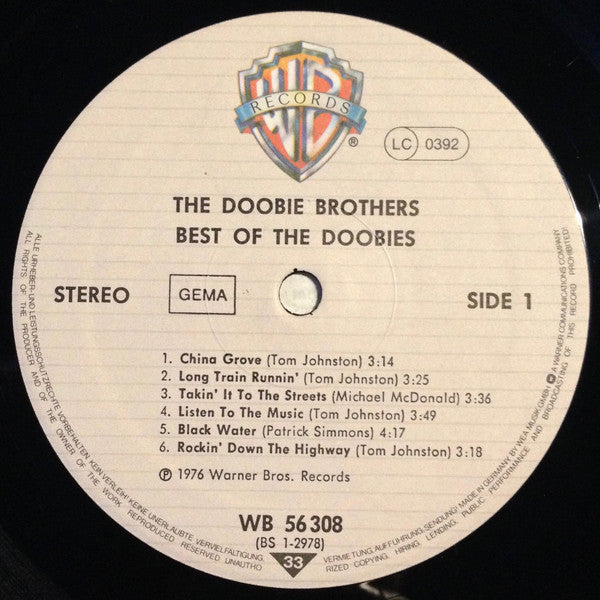 WB
RECORDS
®
LC 0392
THE DOOBIE BROTHERS
BEST OF THE DOOBIES
STEREO
GEMA
SIDE 1
1. China Grove (Tom Johnston) 3:14
2. Long Train Runnin' (Tom Johnston) 3:25
3. Takin' It To The Streets (Michael McDonald) 3:36
4. Listen To The Music (Tom Johnston) 3:49
5. Black Water (Patrick Simmons) 4:17
6. Rockin' Down The Highway (Tom Johnston) 3:18
℗ 1976 Warner Bros. Records
WB 56 308
(BS 1-2978)
33
ALLE URHEBER- UND LEISTUNGSSCHUTZRECHTE VORBEHALTEN. KEIN VERLEIH! KEINE UNERLAUBTE VERVIELFÄLTIGUNG,
VERMIETUNG, AUFFÜHRUNG, SENDUNG! MADE IN GERMANY BY WEA MUSIK GMBH A WARNER COMMUNICATIONS COMPANY
ALL RIGHTS OF THE PRODUCER AND OF THE OWNER OF THE WORK REPRODUCED RESERVED. UNAUTHO
RIZED COPYING, HIRING, LENDING, PUBLIC PERFORMANCE AND BROADCASTING OF THIS RECORD PROHIBITED!